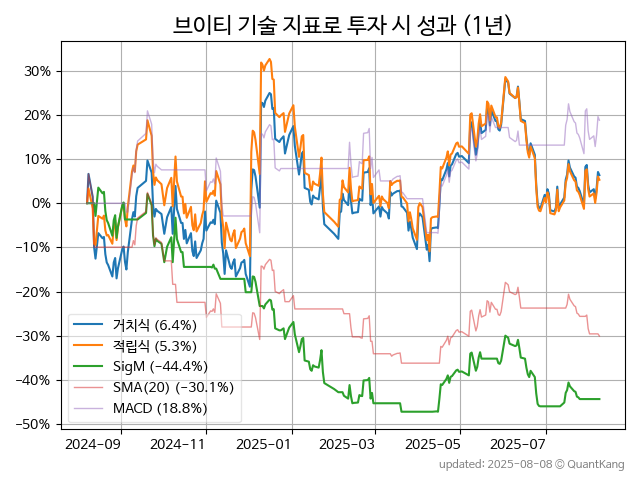 브이티 기술 지표로 투자 시 성과 (1년)
30%
20%
10%
0%
−10%
−20%
−30%
−40%
−50%
거치식 (6.4%)
적립식 (5.3%)
SigM (−44.4%)
SMA(20) (−30.1%)
MACD (18.8%)
2024-09
2024-11
2025-01
2025-03
2025-05
2025-07
updated: 2025-08-08 © QuantKang